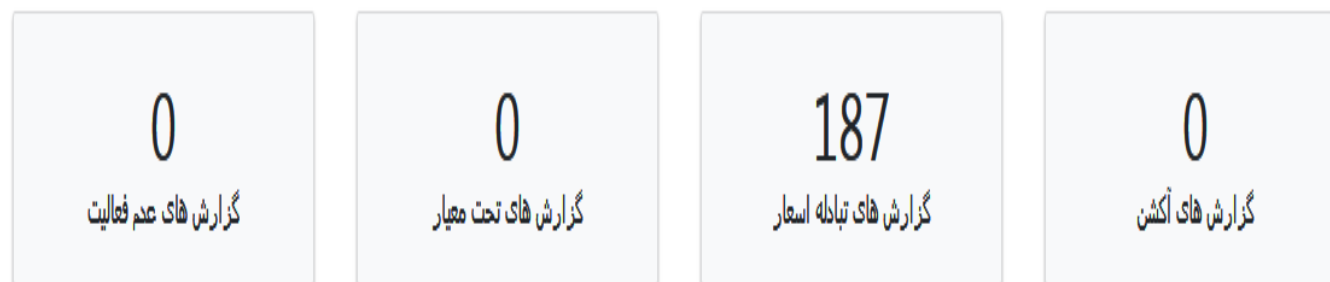 0
گزارش های آکشن
187
گزارش های تبادله اسعار
0
گزارش های تحت معیار
0
گزارش های عدم فعالیت